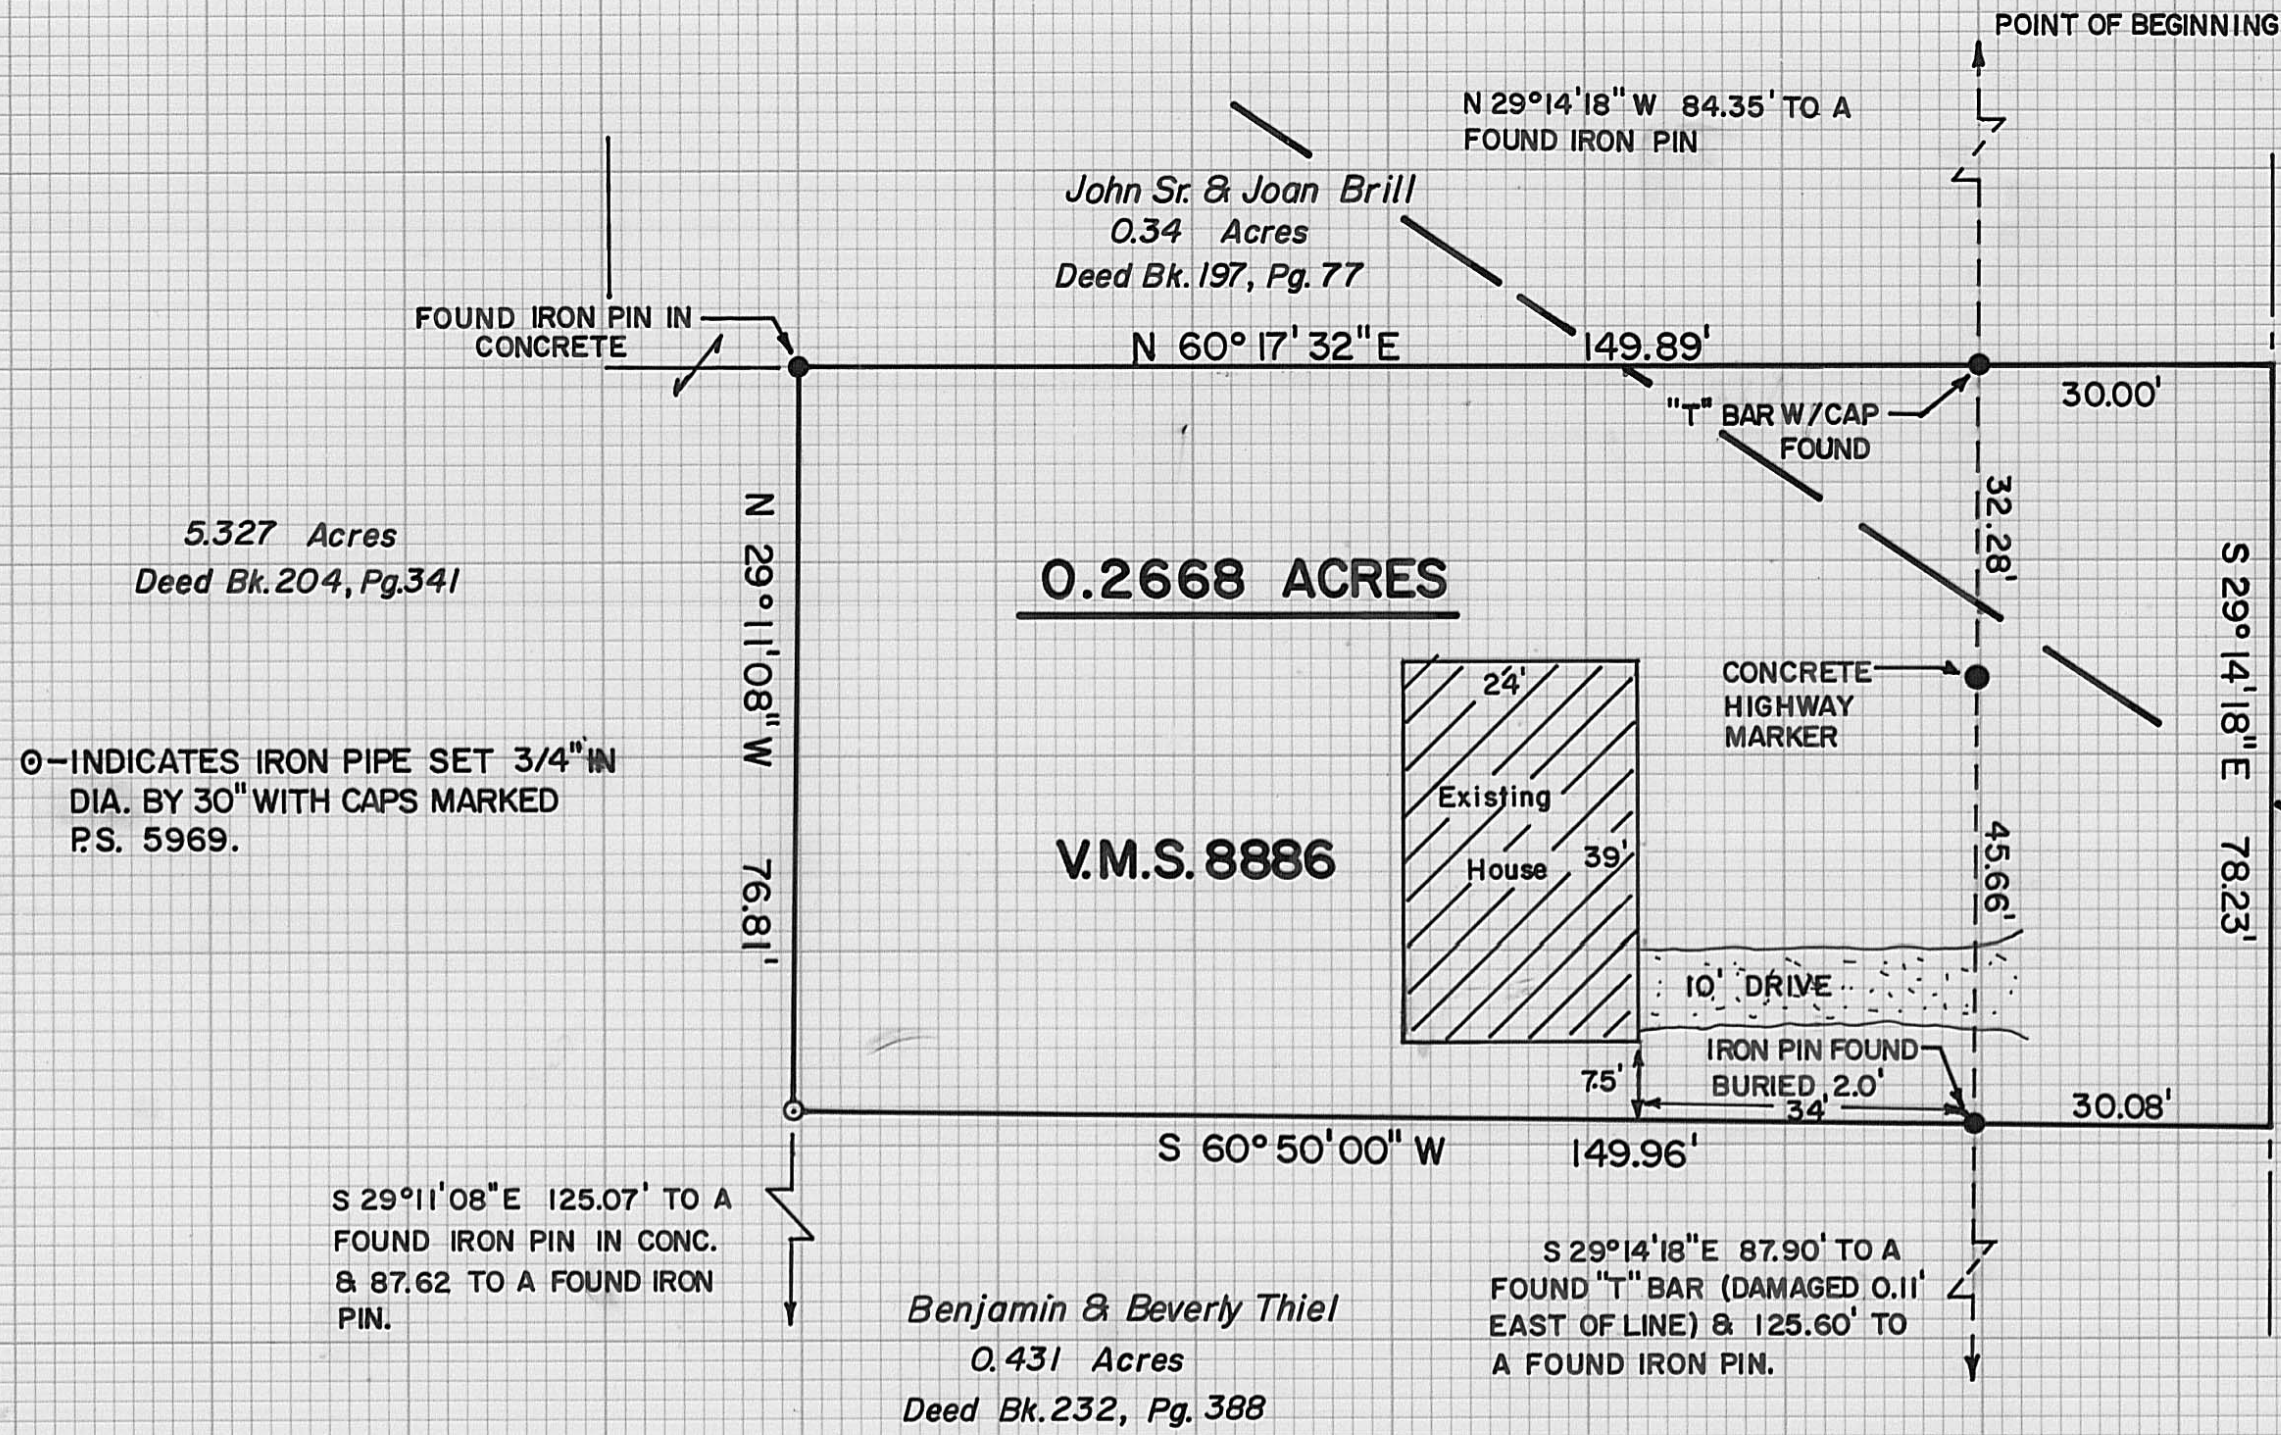 POINT OF BEGINNING
N 29°14'18" W 84.35' TO A
FOUND IRON PIN
John Sr. & Joan Brill
0.34 Acres
Deed Bk. 197, Pg. 77
FOUND IRON PIN IN
CONCRETE
N 60° 17' 32" E 149.89'
30.00'
"T" BAR W/CAP
FOUND
32.28'
S 29° 14' 18" E 78.23'
N 29° 11' 08" W 76.81'
5.327 Acres
Deed Bk. 204, Pg. 341
0.2668 ACRES
24'
CONCRETE
HIGHWAY
MARKER
⊙-INDICATES IRON PIPE SET 3/4" IN
DIA. BY 30" WITH CAPS MARKED
P.S. 5969.
V.M.S. 8886
Existing
House
39'
45.66'
10' DRIVE
IRON PIN FOUND
BURIED 2.0'
7.5'
34'
30.08'
S 60° 50' 00" W 149.96'
S 29°11'08" E 125.07' TO A
FOUND IRON PIN IN CONC.
& 87.62 TO A FOUND IRON
PIN.
S 29°14'18" E 87.90' TO A
FOUND "T" BAR (DAMAGED 0.11'
EAST OF LINE) & 125.60' TO
A FOUND IRON PIN.
Benjamin & Beverly Thiel
0.431 Acres
Deed Bk. 232, Pg. 388